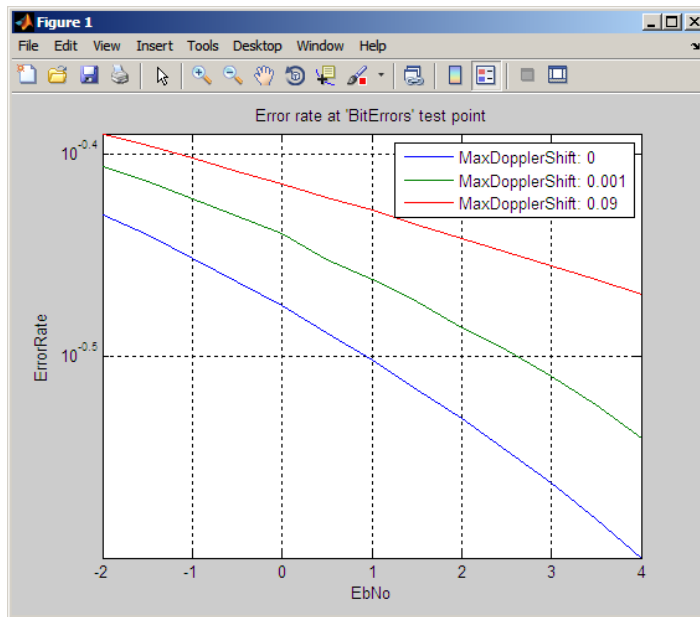 Figure 1
File Edit View Insert Tools Desktop Window Help
Error rate at 'BitErrors' test point
MaxDopplerShift: 0
MaxDopplerShift: 0.001
MaxDopplerShift: 0.09
10^-0.4
10^-0.5
ErrorRate
-2 -1 0 1 2 3 4
EbNo